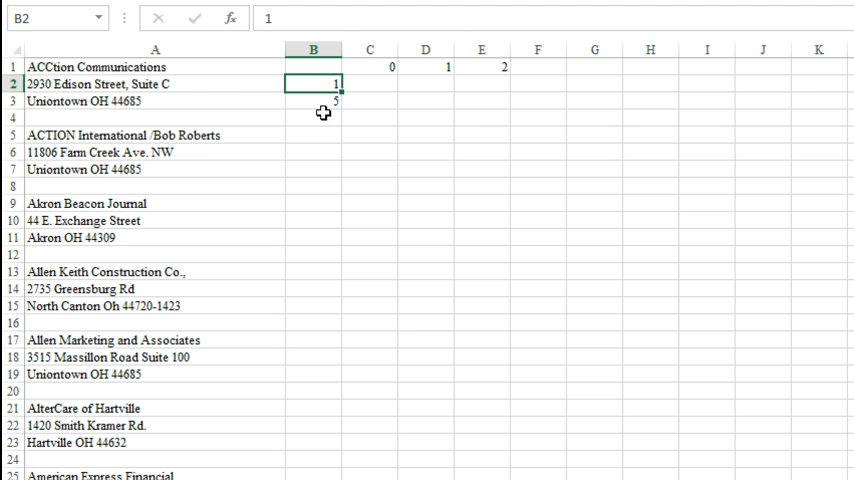 B2 fx 1
A B C D E F G H I J K
1 ACCtion Communications 0 1 2
2 2930 Edison Street, Suite C 1
3 Uniontown OH 44685 5
4
5 ACTION International /Bob Roberts
6 11806 Farm Creek Ave. NW
7 Uniontown OH 44685
8
9 Akron Beacon Journal
10 44 E. Exchange Street
11 Akron OH 44309
12
13 Allen Keith Construction Co.,
14 2735 Greensburg Rd
15 North Canton Oh 44720-1423
16
17 Allen Marketing and Associates
18 3515 Massillon Road Suite 100
19 Uniontown OH 44685
20
21 AlterCare of Hartville
22 1420 Smith Kramer Rd.
23 Hartville OH 44632
24
25 American Express Financial